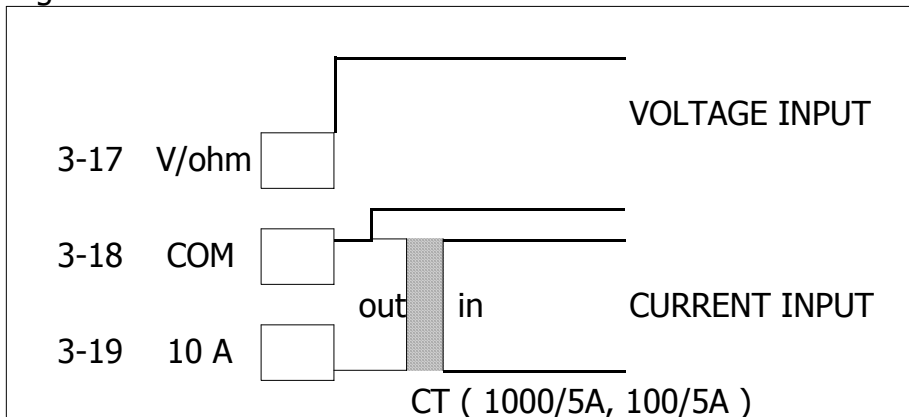 VOLTAGE INPUT
3-17 V/ohm
3-18 COM
out in CURRENT INPUT
3-19 10 A
CT ( 1000/5A, 100/5A )